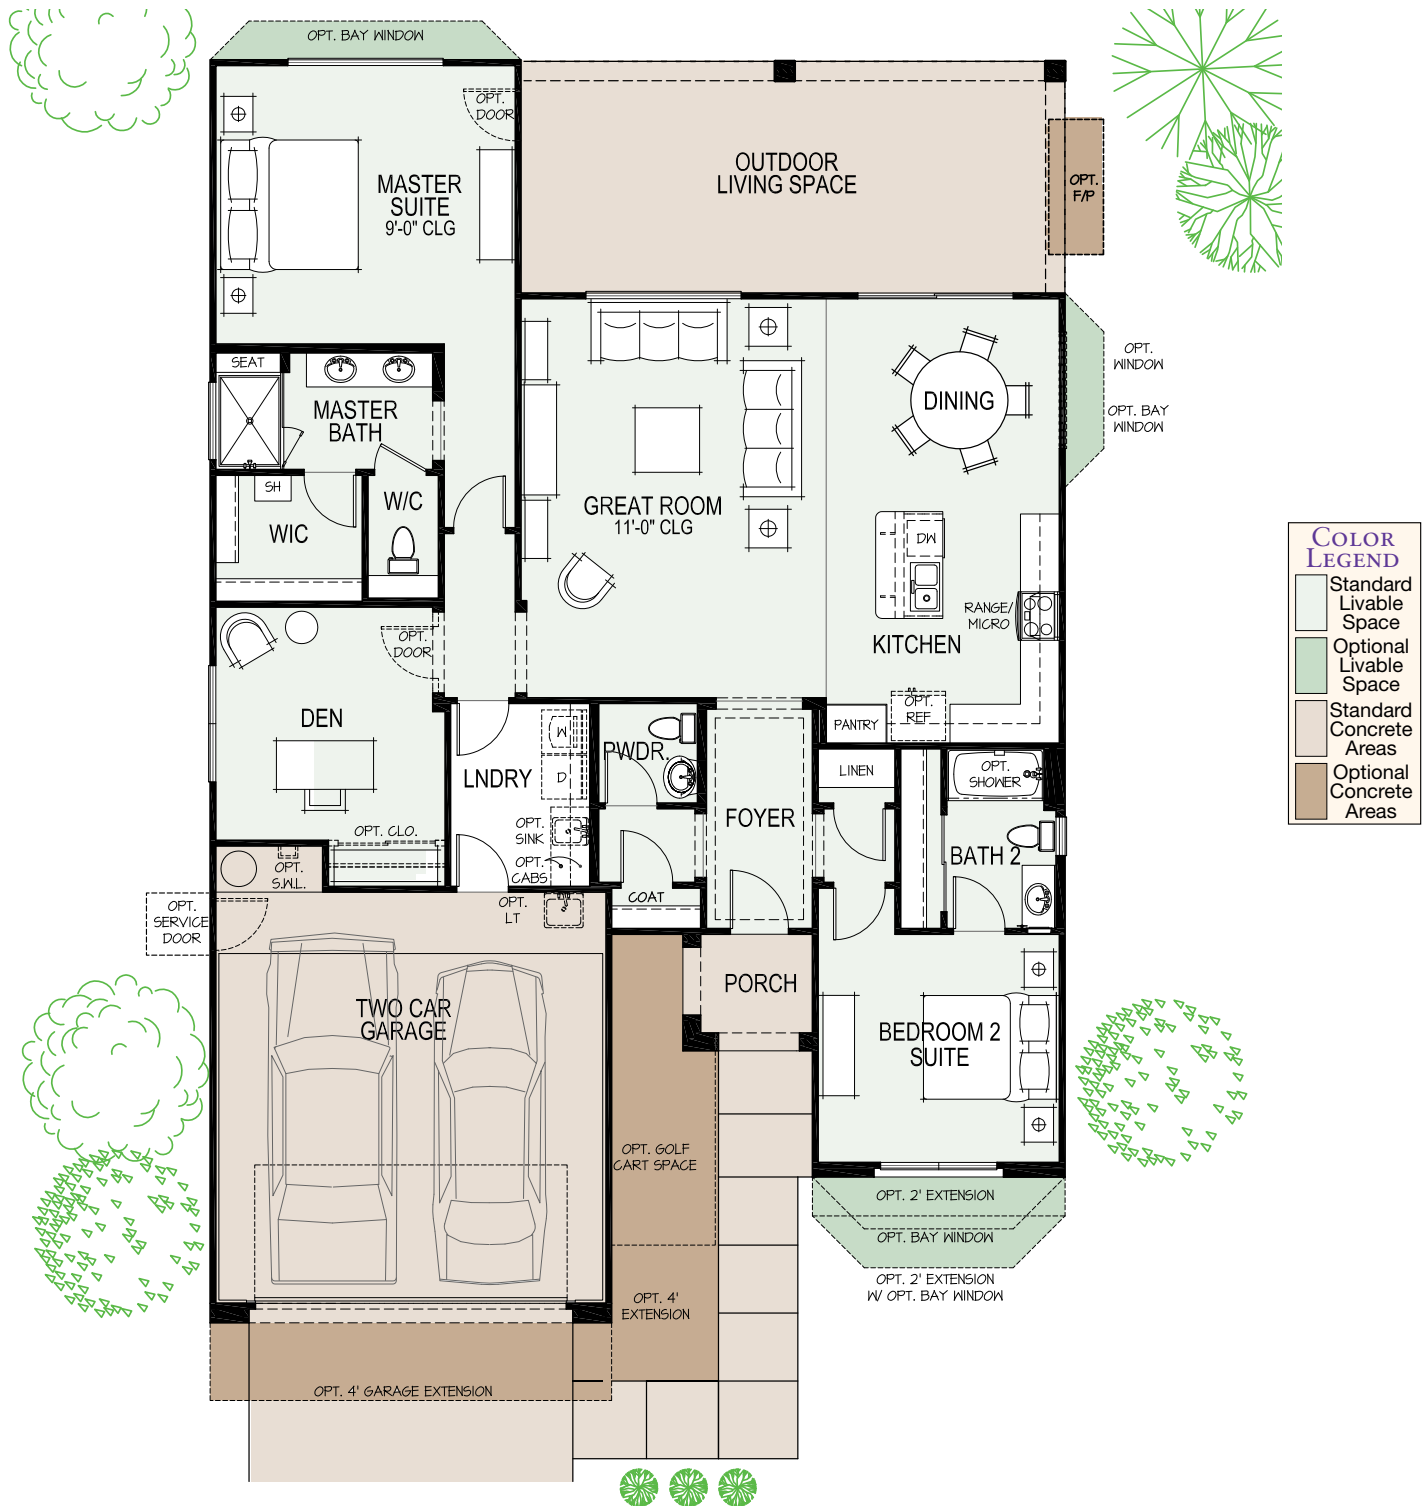 OPT. BAY WINDOW
OPT.
DOOR
MASTER
SUITE
9'-0" CLG
OUTDOOR
LIVING SPACE
OPT.
F/P
OPT.
WINDOW
OPT. BAY
WINDOW
SEAT
MASTER
BATH
SH
W/C
WIC
GREAT ROOM
11'-0" CLG
DINING
DW
RANGE/
MICRO
KITCHEN
OPT.
REF
PANTRY
OPT.
DOOR
DEN
OPT. CLO.
LNDRY
W
D
OPT.
SINK
OPT.
CABS
PWDR.
COAT
FOYER
LINEN
OPT.
SHOWER
BATH 2
OPT.
S.W.L.
OPT.
SERVICE
DOOR
OPT.
LT
TWO CAR
GARAGE
PORCH
BEDROOM 2
SUITE
OPT. GOLF
CART SPACE
OPT. 2' EXTENSION
OPT. BAY WINDOW
OPT. 2' EXTENSION
W/ OPT. BAY WINDOW
OPT. 4'
EXTENSION
OPT. 4' GARAGE EXTENSION
COLOR
LEGEND
Standard
Livable
Space
Optional
Livable
Space
Standard
Concrete
Areas
Optional
Concrete
Areas